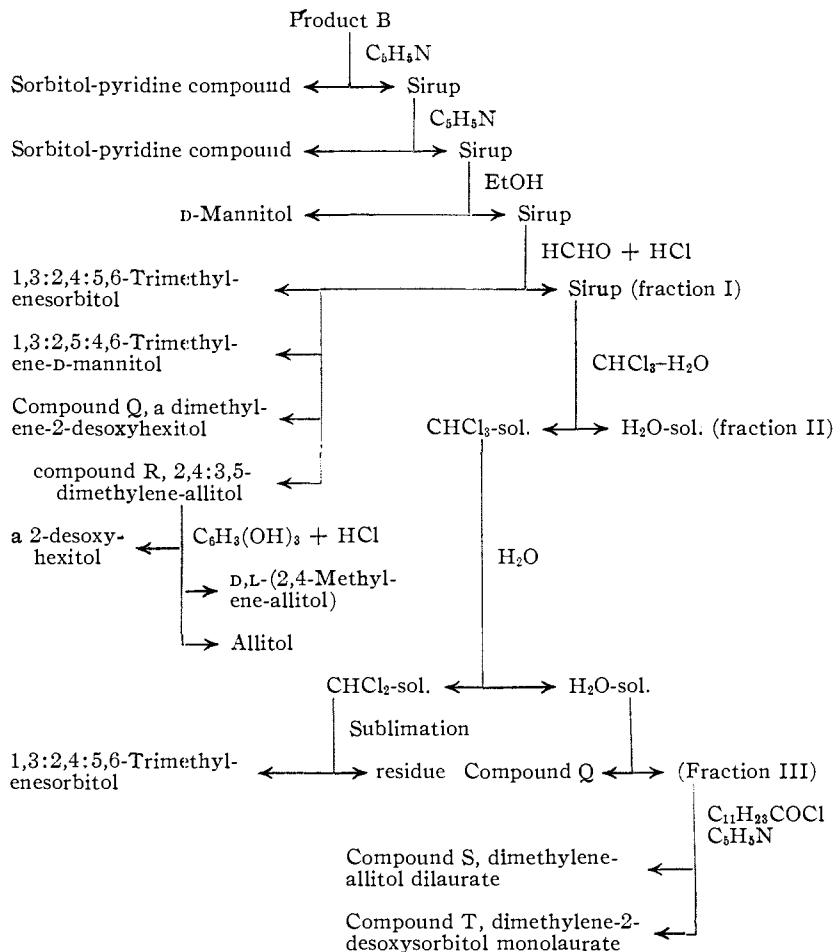 Product B
C₅H₅N
Sorbitol-pyridine compound
Sirup
C₅H₅N
Sorbitol-pyridine compound
Sirup
EtOH
D-Mannitol
Sirup
HCHO + HCl
1,3:2,4:5,6-Trimethyl-
enesorbitol
Sirup (fraction I)
1,3:2,5:4,6-Trimethyl-
ene-D-mannitol
CHCl₃–H₂O
Compound Q, a dimethyl-
ene-2-desoxyhexitol
CHCl₃-sol.
H₂O-sol. (fraction II)
compound R, 2,4:3,5-
dimethylene-allitol
a 2-desoxy-
hexitol
C₆H₃(OH)₃ + HCl
H₂O
D,L-(2,4-Methyl-
ene-allitol)
Allitol
CHCl₂-sol.
H₂O-sol.
Sublimation
1,3:2,4:5,6-Trimethyl-
enesorbitol
residue
Compound Q
(Fraction III)
C₁₁H₂₃COCl
C₅H₅N
Compound S, dimethylene-
allitol dilaurate
Compound T, dimethylene-2-
desoxysorbitol monolaurate